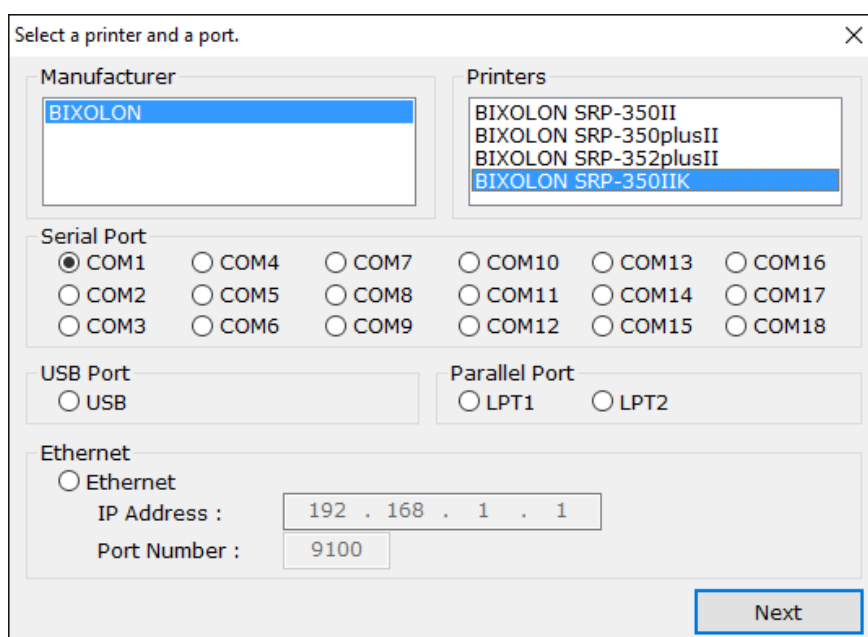 Select a printer and a port.
Manufacturer
BIXOLON
Printers
BIXOLON SRP-350II
BIXOLON SRP-350plusII
BIXOLON SRP-352plusII
BIXOLON SRP-350IIK
Serial Port
COM1 COM4 COM7 COM10 COM13 COM16
COM2 COM5 COM8 COM11 COM14 COM17
COM3 COM6 COM9 COM12 COM15 COM18
USB Port
USB
Parallel Port
LPT1 LPT2
Ethernet
Ethernet
IP Address : 192 . 168 . 1 . 1
Port Number : 9100
Next